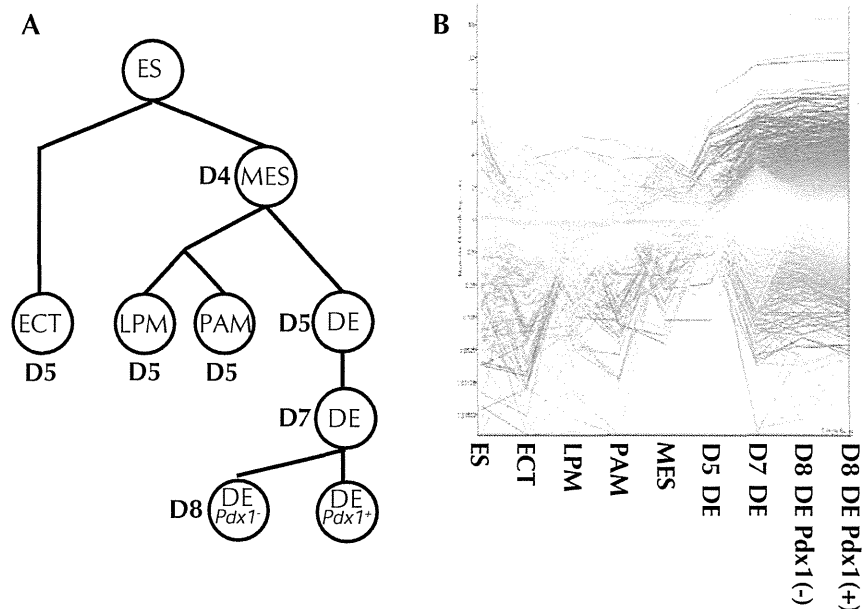 A
ES
D4 MES
ECT
LPM
PAM
D5 DE
D5
D5
D5
D7 DE
D8 DE Pdx1-
DE Pdx1+
B
ES
ECT
LPM
PAM
MES
D5 DE
D7 DE
D8 DE Pdx1(-)
D8 DE Pdx1(+)